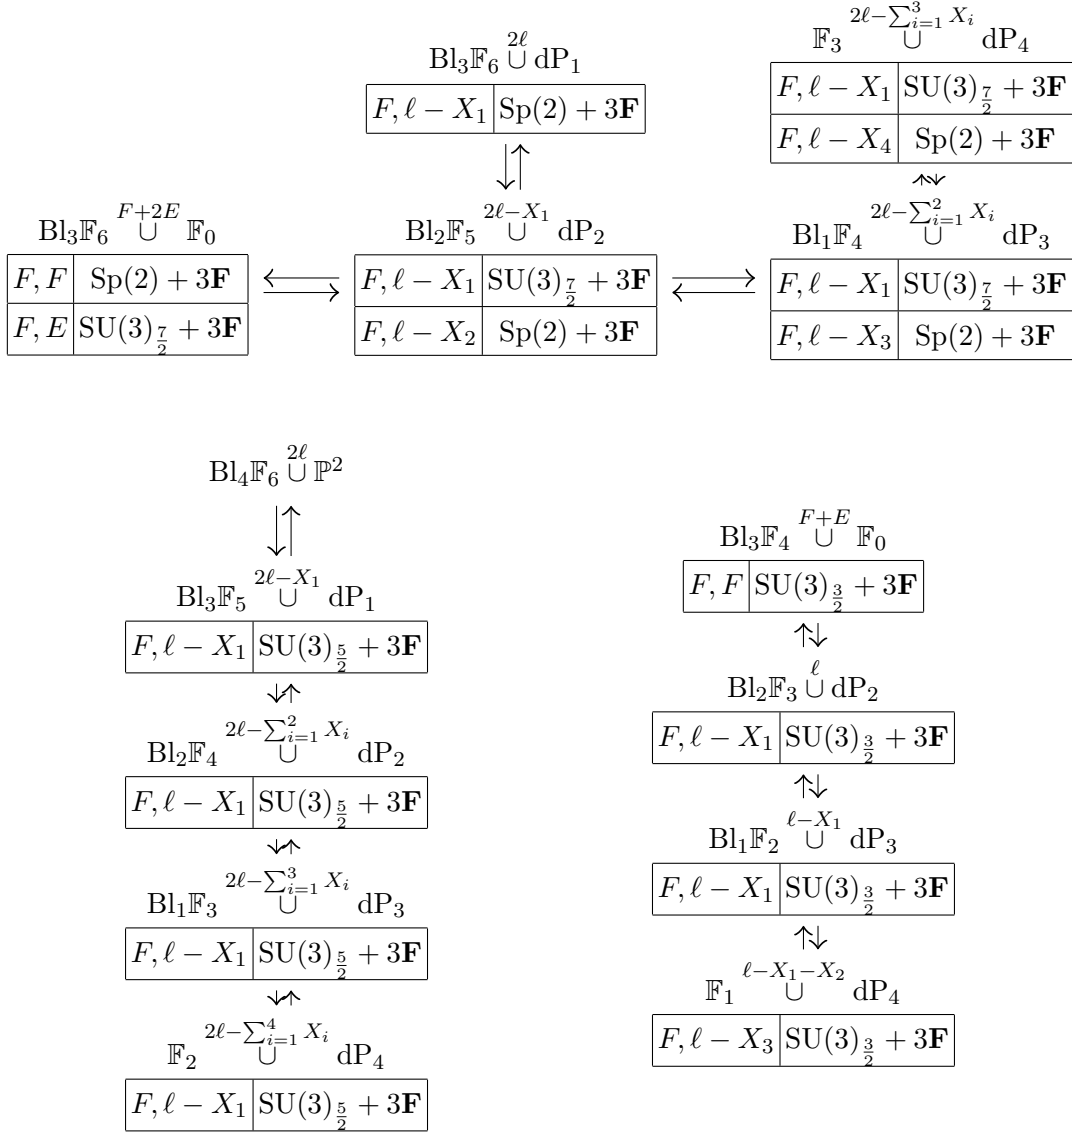 Bl₃𝔽₆ ∪^{2ℓ} dP₁
F, ℓ − X₁ | Sp(2) + 3𝐅
𝔽₃ ∪^{2ℓ−∑_{i=1}^{3} X_i} dP₄
F, ℓ − X₁ | SU(3)_{7/2} + 3𝐅
F, ℓ − X₄ | Sp(2) + 3𝐅
Bl₃𝔽₆ ∪^{F+2E} 𝔽₀
F, F | Sp(2) + 3𝐅
F, E | SU(3)_{7/2} + 3𝐅
Bl₂𝔽₅ ∪^{2ℓ−X₁} dP₂
F, ℓ − X₁ | SU(3)_{7/2} + 3𝐅
F, ℓ − X₂ | Sp(2) + 3𝐅
Bl₁𝔽₄ ∪^{2ℓ−∑_{i=1}^{2} X_i} dP₃
F, ℓ − X₁ | SU(3)_{7/2} + 3𝐅
F, ℓ − X₃ | Sp(2) + 3𝐅
Bl₄𝔽₆ ∪^{2ℓ} ℙ²
Bl₃𝔽₅ ∪^{2ℓ−X₁} dP₁
F, ℓ − X₁ | SU(3)_{5/2} + 3𝐅
Bl₂𝔽₄ ∪^{2ℓ−∑_{i=1}^{2} X_i} dP₂
F, ℓ − X₁ | SU(3)_{5/2} + 3𝐅
Bl₁𝔽₃ ∪^{2ℓ−∑_{i=1}^{3} X_i} dP₃
F, ℓ − X₁ | SU(3)_{5/2} + 3𝐅
𝔽₂ ∪^{2ℓ−∑_{i=1}^{4} X_i} dP₄
F, ℓ − X₁ | SU(3)_{5/2} + 3𝐅
Bl₃𝔽₄ ∪^{F+E} 𝔽₀
F, F | SU(3)_{3/2} + 3𝐅
Bl₂𝔽₃ ∪^{ℓ} dP₂
F, ℓ − X₁ | SU(3)_{3/2} + 3𝐅
Bl₁𝔽₂ ∪^{ℓ−X₁} dP₃
F, ℓ − X₁ | SU(3)_{3/2} + 3𝐅
𝔽₁ ∪^{ℓ−X₁−X₂} dP₄
F, ℓ − X₃ | SU(3)_{3/2} + 3𝐅